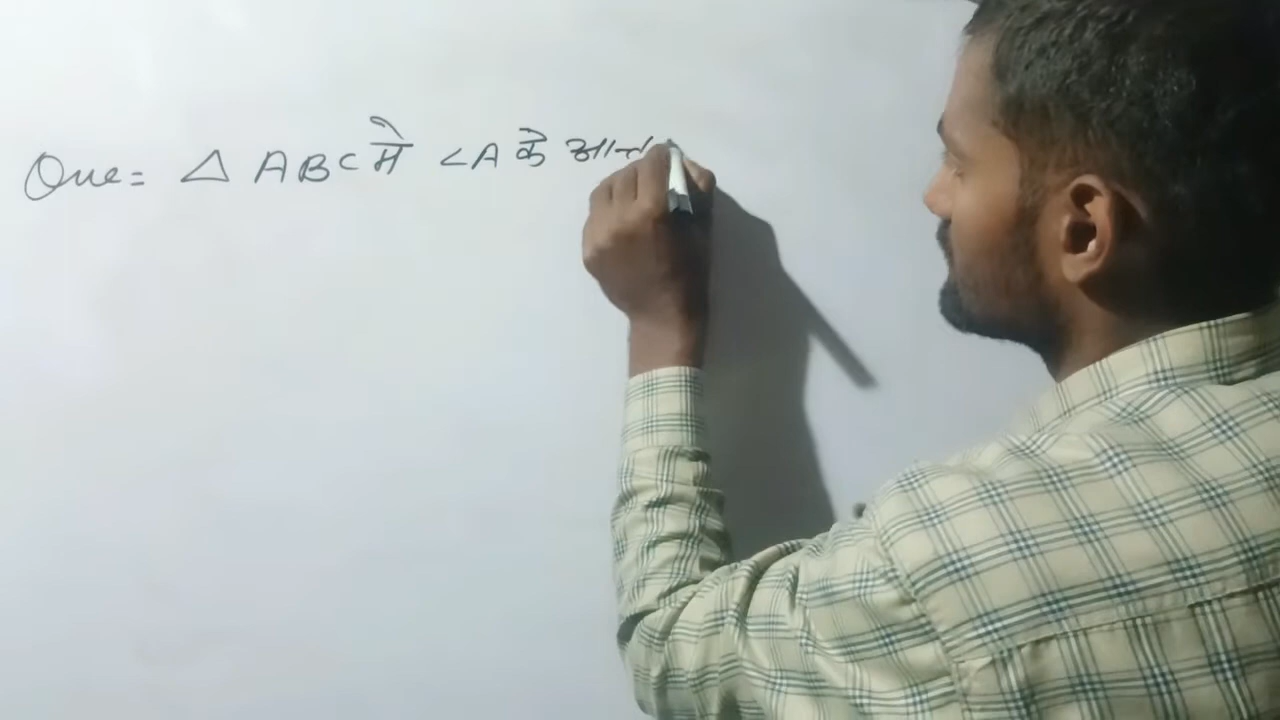 Que= △ ABC में ∠A के आन्त